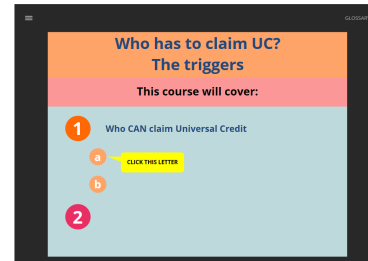 GLOSSARY
Who has to claim UC?
The triggers
This course will cover:
1 Who CAN claim Universal Credit
a CLICK THIS LETTER
b
2